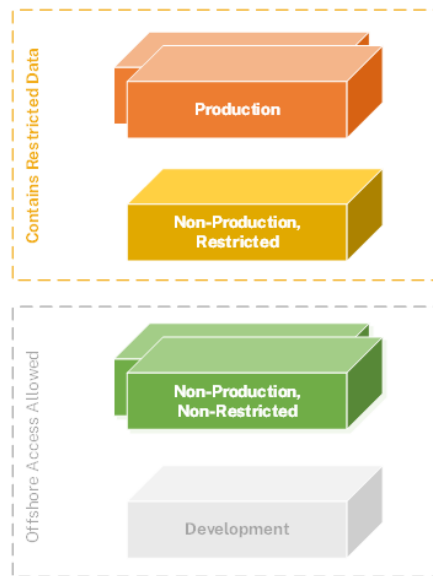 Contains Restricted Data
Production
Non-Production,
Restricted
Offshore Access Allowed
Non-Production,
Non-Restricted
Development